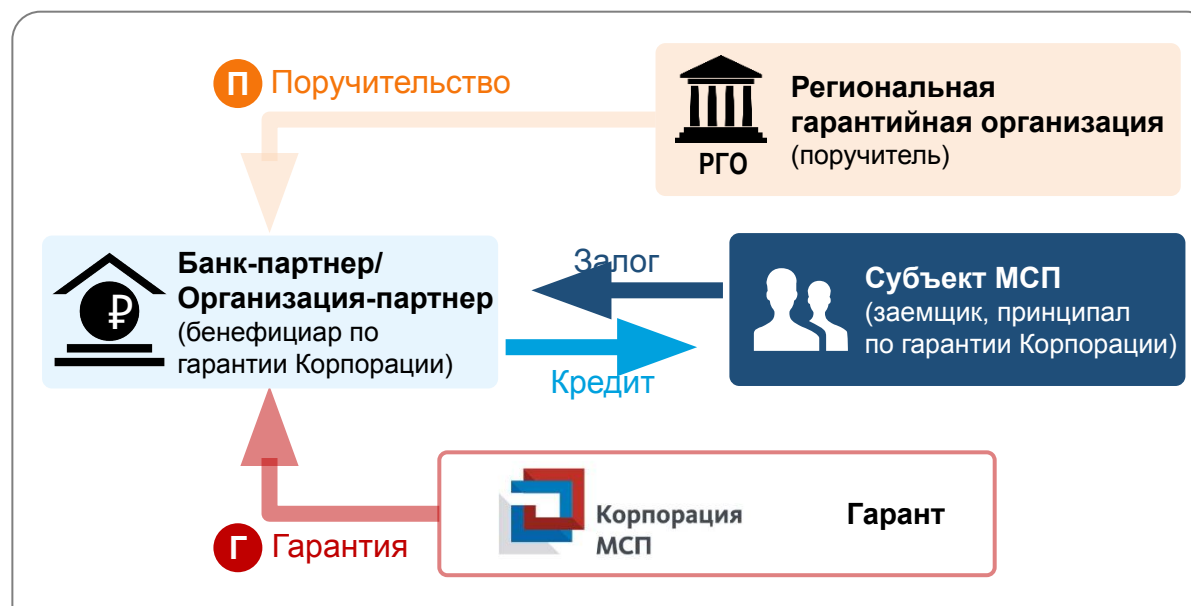 П Поручительство
Региональная
гарантийная организация
(поручитель)
РГО
Банк-партнер/
Организация-партнер
(бенефициар по
гарантии Корпорации)
₽
Залог
Кредит
Субъект МСП
(заемщик, принципал
по гарантии Корпорации)
Г Гарантия
Корпорация
МСП
Гарант